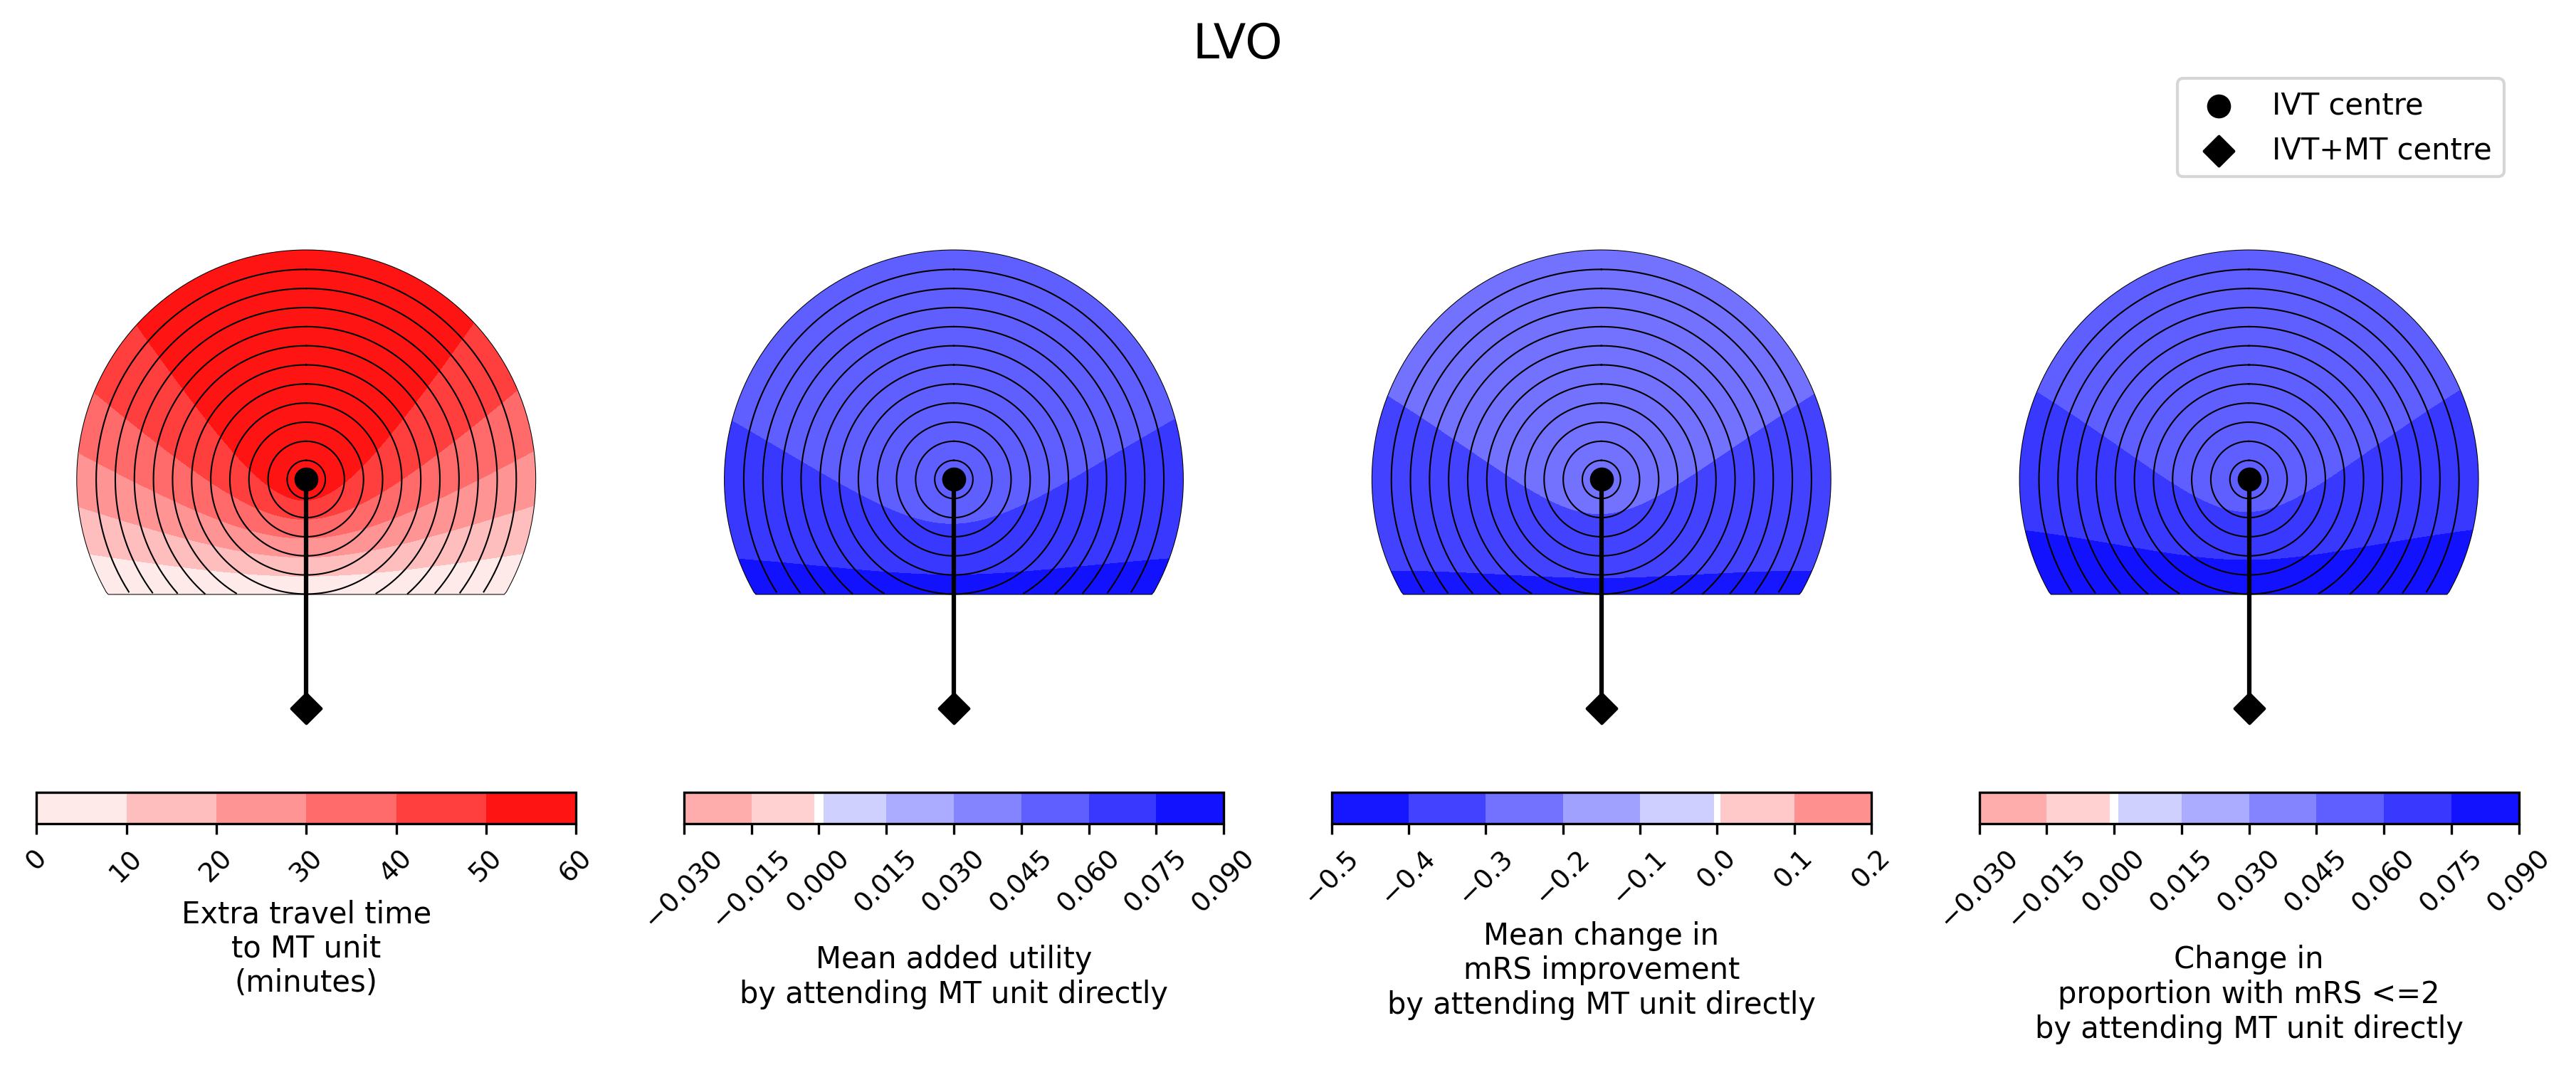 LVO
IVT centre
IVT+MT centre
0 10 20 30 40 50 60
Extra travel time
to MT unit
(minutes)
−0.030 −0.015 0.000 0.015 0.030 0.045 0.060 0.075 0.090
Mean added utility
by attending MT unit directly
−0.5 −0.4 −0.3 −0.2 −0.1 0.0 0.1 0.2
Mean change in
mRS improvement
by attending MT unit directly
−0.030 −0.015 0.000 0.015 0.030 0.045 0.060 0.075 0.090
Change in
proportion with mRS <=2
by attending MT unit directly